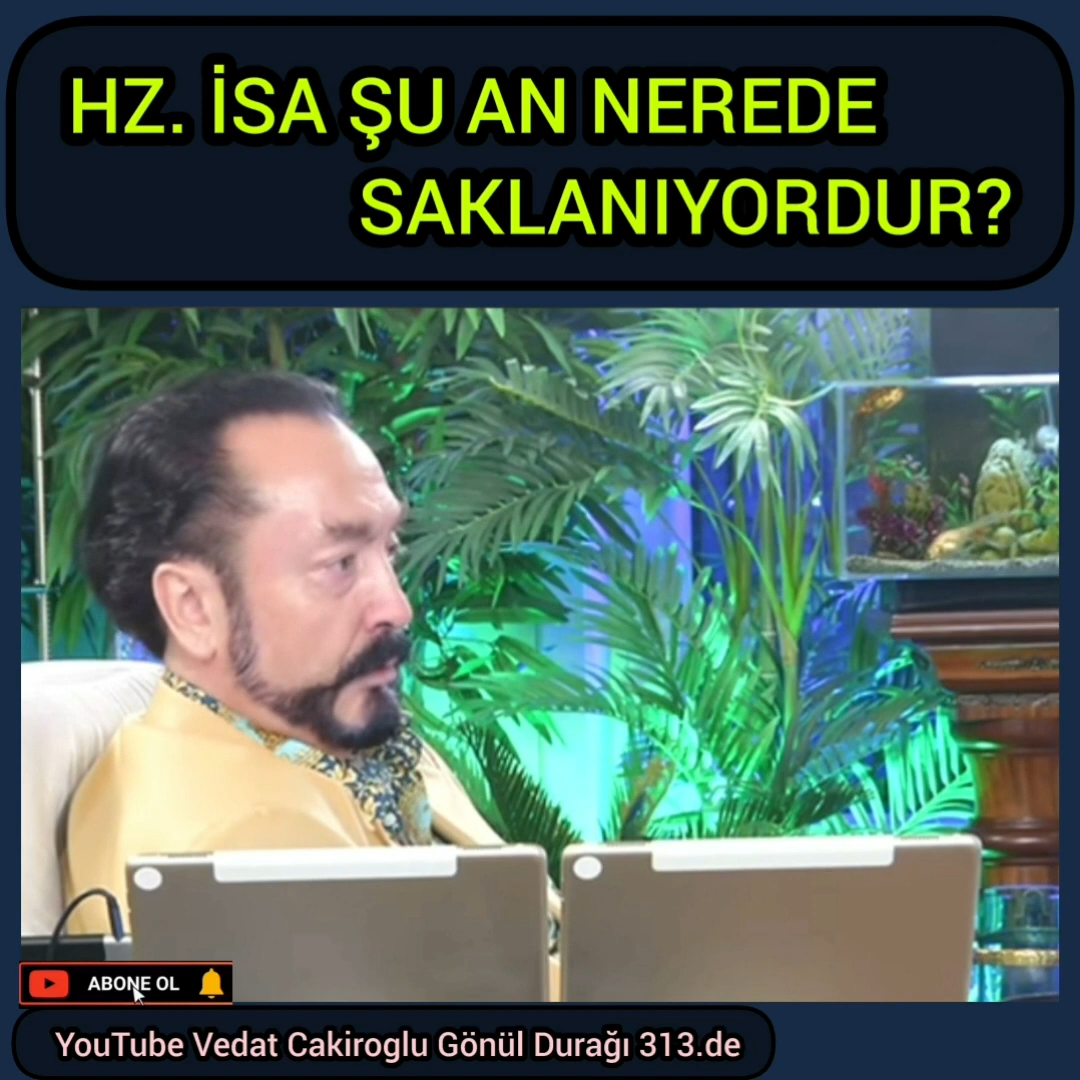 HZ. İSA ŞU AN NEREDE
SAKLANIYORDUR?
ABONE OL
YouTube Vedat Cakiroglu Gönül Durağı 313.de